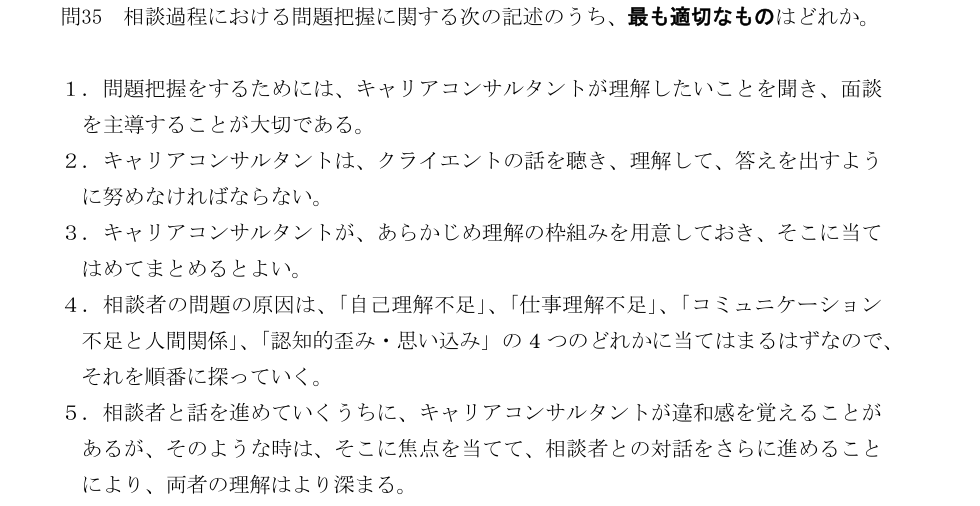 問35　相談過程における問題把握に関する次の記述のうち、最も適切なものはどれか。
１．問題把握をするためには、キャリアコンサルタントが理解したいことを聞き、面談
を主導することが大切である。
２．キャリアコンサルタントは、クライエントの話を聴き、理解して、答えを出すよう
に努めなければならない。
３．キャリアコンサルタントが、あらかじめ理解の枠組みを用意しておき、そこに当て
はめてまとめるとよい。
４．相談者の問題の原因は、「自己理解不足」、「仕事理解不足」、「コミュニケーション
不足と人間関係」、「認知的歪み・思い込み」の 4 つのどれかに当てはまるはずなので、
それを順番に探っていく。
５．相談者と話を進めていくうちに、キャリアコンサルタントが違和感を覚えることが
あるが、そのような時は、そこに焦点を当てて、相談者との対話をさらに進めること
により、両者の理解はより深まる。